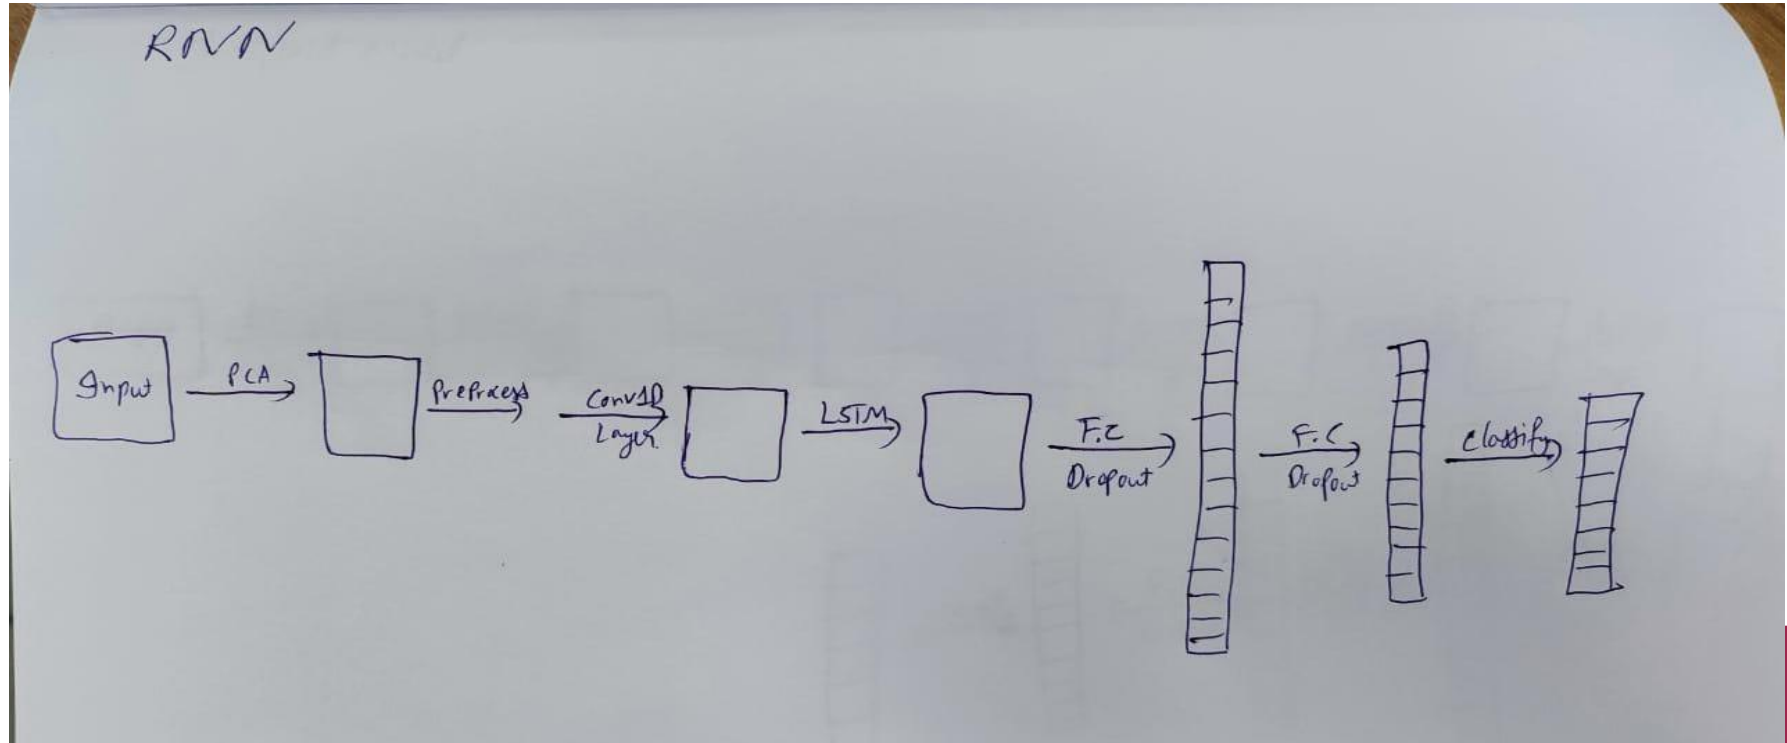 RNN
Input
PCA
Preprocess
Conv1D
Layer
LSTM
F.C
Dropout
F.C
Dropout
Classify